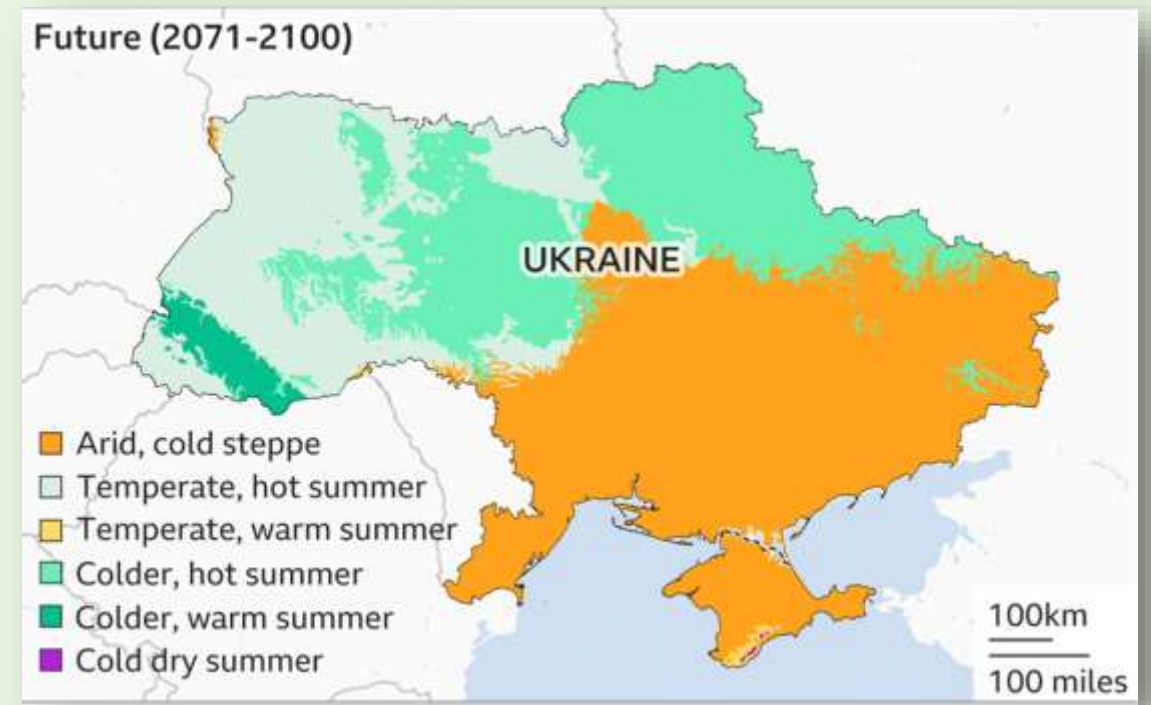 Future (2071-2100)
UKRAINE
Arid, cold steppe
Temperate, hot summer
Temperate, warm summer
Colder, hot summer
Colder, warm summer
Cold dry summer
100km
100 miles